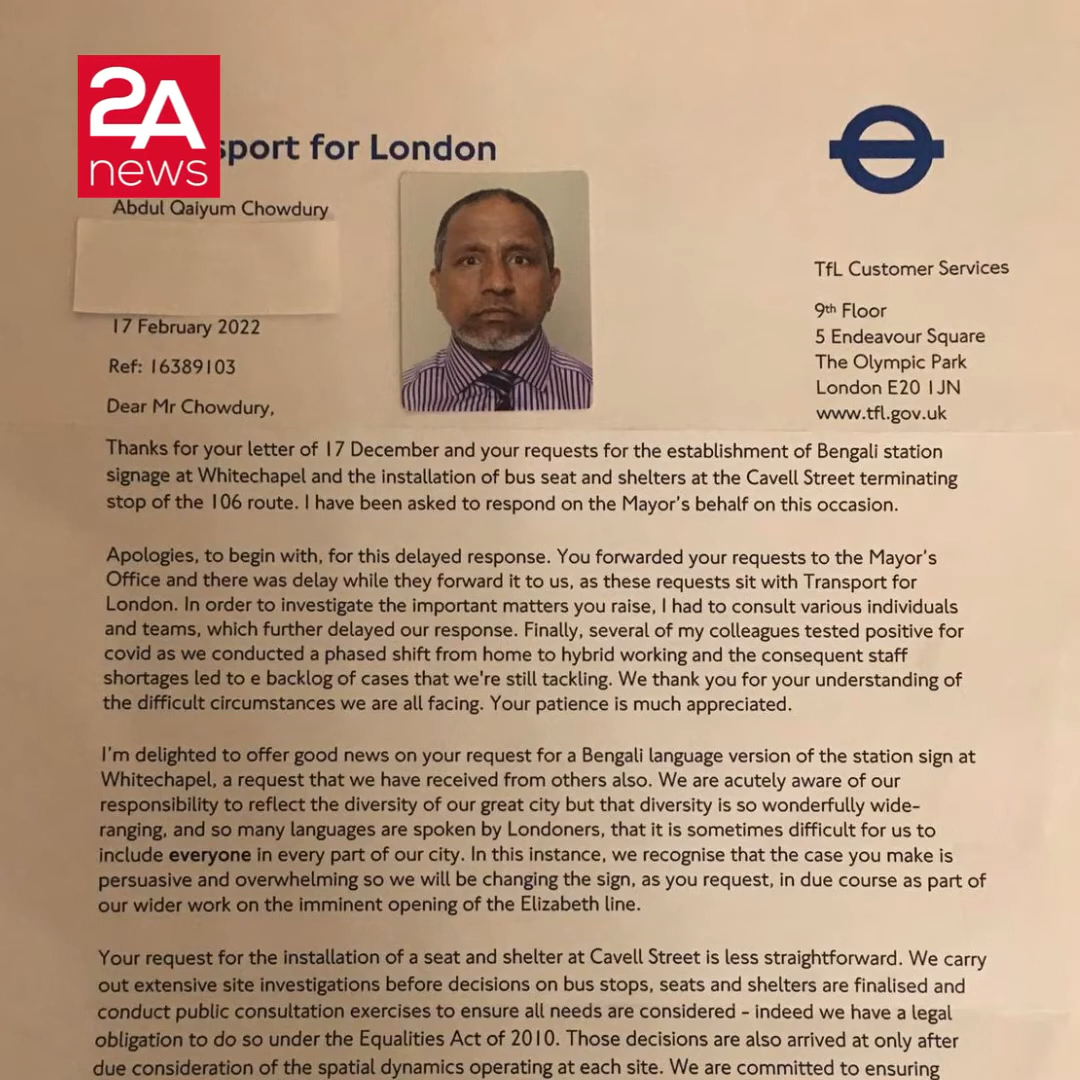 2A
news
sport for London
Abdul Qaiyum Chowdury
17 February 2022
Ref: 16389103
Dear Mr Chowdury,
TfL Customer Services
9th Floor
5 Endeavour Square
The Olympic Park
London E20 1JN
www.tfl.gov.uk
Thanks for your letter of 17 December and your requests for the establishment of Bengali station
signage at Whitechapel and the installation of bus seat and shelters at the Cavell Street terminating
stop of the 106 route. I have been asked to respond on the Mayor's behalf on this occasion.
Apologies, to begin with, for this delayed response. You forwarded your requests to the Mayor's
Office and there was delay while they forward it to us, as these requests sit with Transport for
London. In order to investigate the important matters you raise, I had to consult various individuals
and teams, which further delayed our response. Finally, several of my colleagues tested positive for
covid as we conducted a phased shift from home to hybrid working and the consequent staff
shortages led to e backlog of cases that we're still tackling. We thank you for your understanding of
the difficult circumstances we are all facing. Your patience is much appreciated.
I'm delighted to offer good news on your request for a Bengali language version of the station sign at
Whitechapel, a request that we have received from others also. We are acutely aware of our
responsibility to reflect the diversity of our great city but that diversity is so wonderfully wide-
ranging, and so many languages are spoken by Londoners, that it is sometimes difficult for us to
include everyone in every part of our city. In this instance, we recognise that the case you make is
persuasive and overwhelming so we will be changing the sign, as you request, in due course as part of
our wider work on the imminent opening of the Elizabeth line.
Your request for the installation of a seat and shelter at Cavell Street is less straightforward. We carry
out extensive site investigations before decisions on bus stops, seats and shelters are finalised and
conduct public consultation exercises to ensure all needs are considered - indeed we have a legal
obligation to do so under the Equalities Act of 2010. Those decisions are also arrived at only after
due consideration of the spatial dynamics operating at each site. We are committed to ensuring